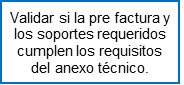 Validar si la pre factura y
los soportes requeridos
cumplen los requisitos
del anexo técnico.